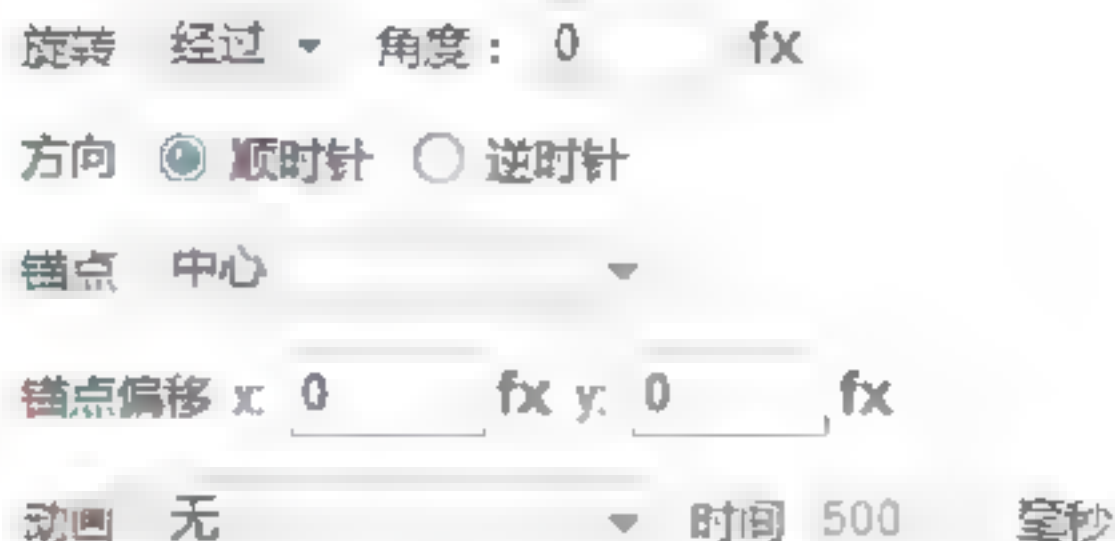 旋转 经过 角度： 0 fx
方向 顺时针 逆时针
锚点 中心
锚点偏移 x: 0 fx y: 0 fx
动画 无 时间 500 毫秒